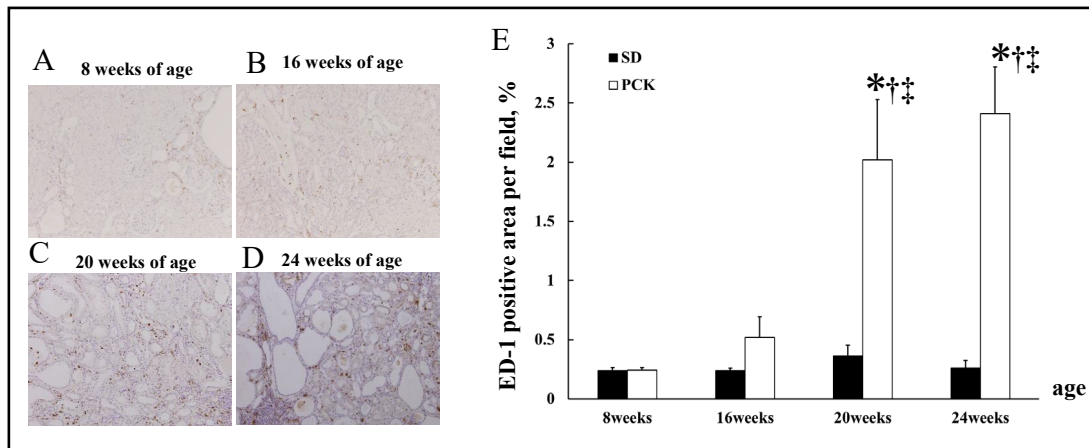 A
8 weeks of age
B
16 weeks of age
C
20 weeks of age
D
24 weeks of age
E
ED-1 positive area per field, %
3
2.5
2
1.5
1
0.5
0
SD
PCK
*†‡
*†‡
8weeks
16weeks
20weeks
24weeks
age